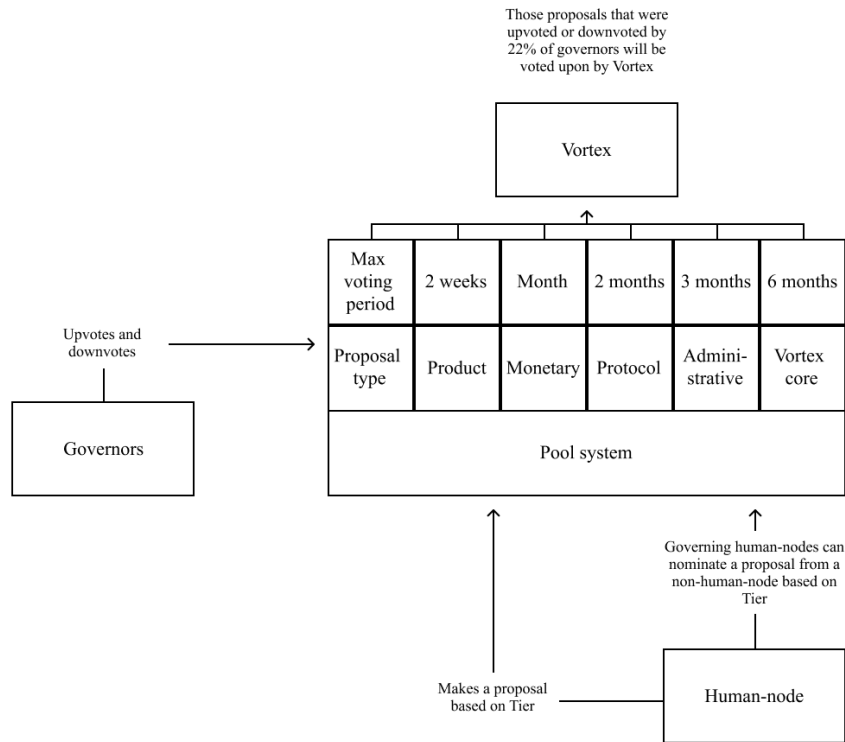 Those proposals that were
upvoted or downvoted by
22% of governors will be
voted upon by Vortex
Vortex
Max
voting
period
2 weeks
Month
2 months
3 months
6 months
Upvotes and
downvotes
Proposal
type
Product
Monetary
Protocol
Admini-
strative
Vortex
core
Governors
Pool system
Governing human-nodes can
nominate a proposal from a
non-human-node based on
Tier
Makes a proposal
based on Tier
Human-node